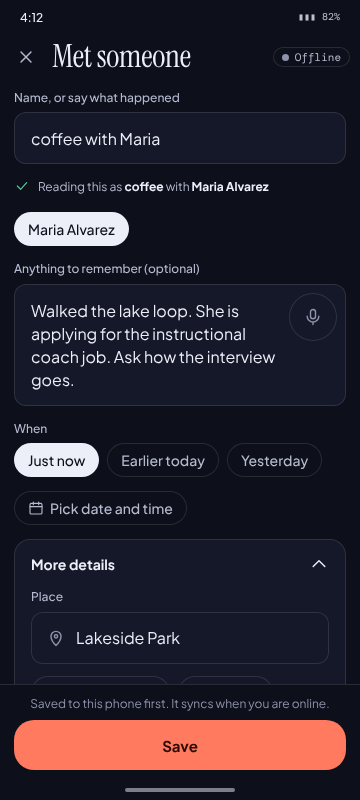 4:12
82%
Met someone
Offline
Name, or say what happened
coffee with Maria
Reading this as coffee with Maria Alvarez
Maria Alvarez
Anything to remember (optional)
Walked the lake loop. She is
applying for the instructional
coach job. Ask how the interview
goes.
When
Just now
Earlier today
Yesterday
Pick date and time
More details
Place
Lakeside Park
Saved to this phone first. It syncs when you are online.
Save